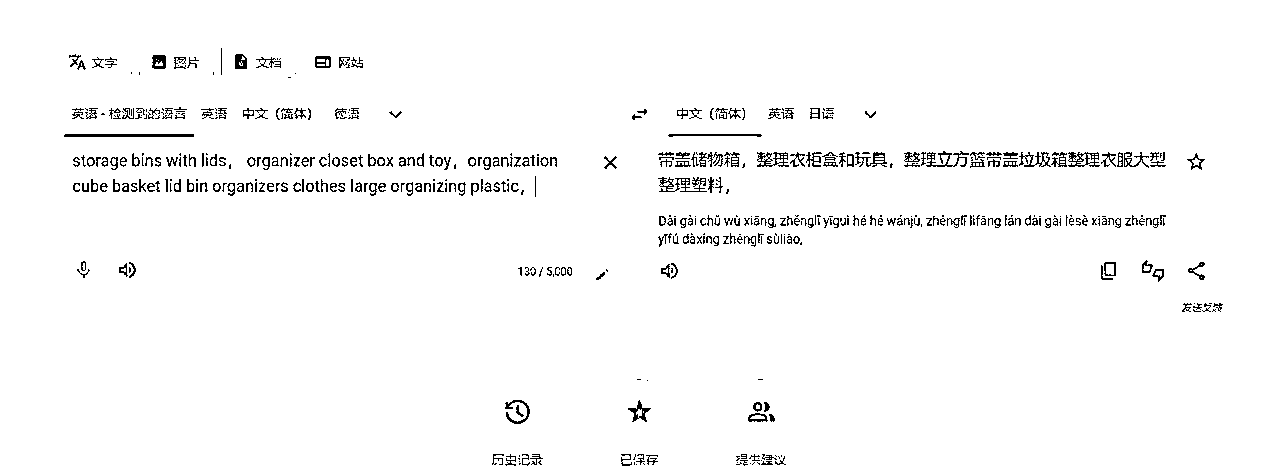 文字 图片 文档 网站
英语 - 检测到的语言 英语 中文（简体） 德语
中文（简体） 英语 日语
storage bins with lids， organizer closet box and toy，organization
cube basket lid bin organizers clothes large organizing plastic，
带盖储物箱，整理衣柜盒和玩具，整理立方篮带盖垃圾箱整理衣服大型
整理塑料，
Dài gài chǔ wù xiāng, zhěnglǐ yīguì hé hé wánjù, zhěnglǐ lìfāng lán dài gài lèsè xiāng zhěnglǐ
yīfú dàxíng zhěnglǐ sùliào,
130 / 5,000
发送反馈
历史记录 已保存 提供建议